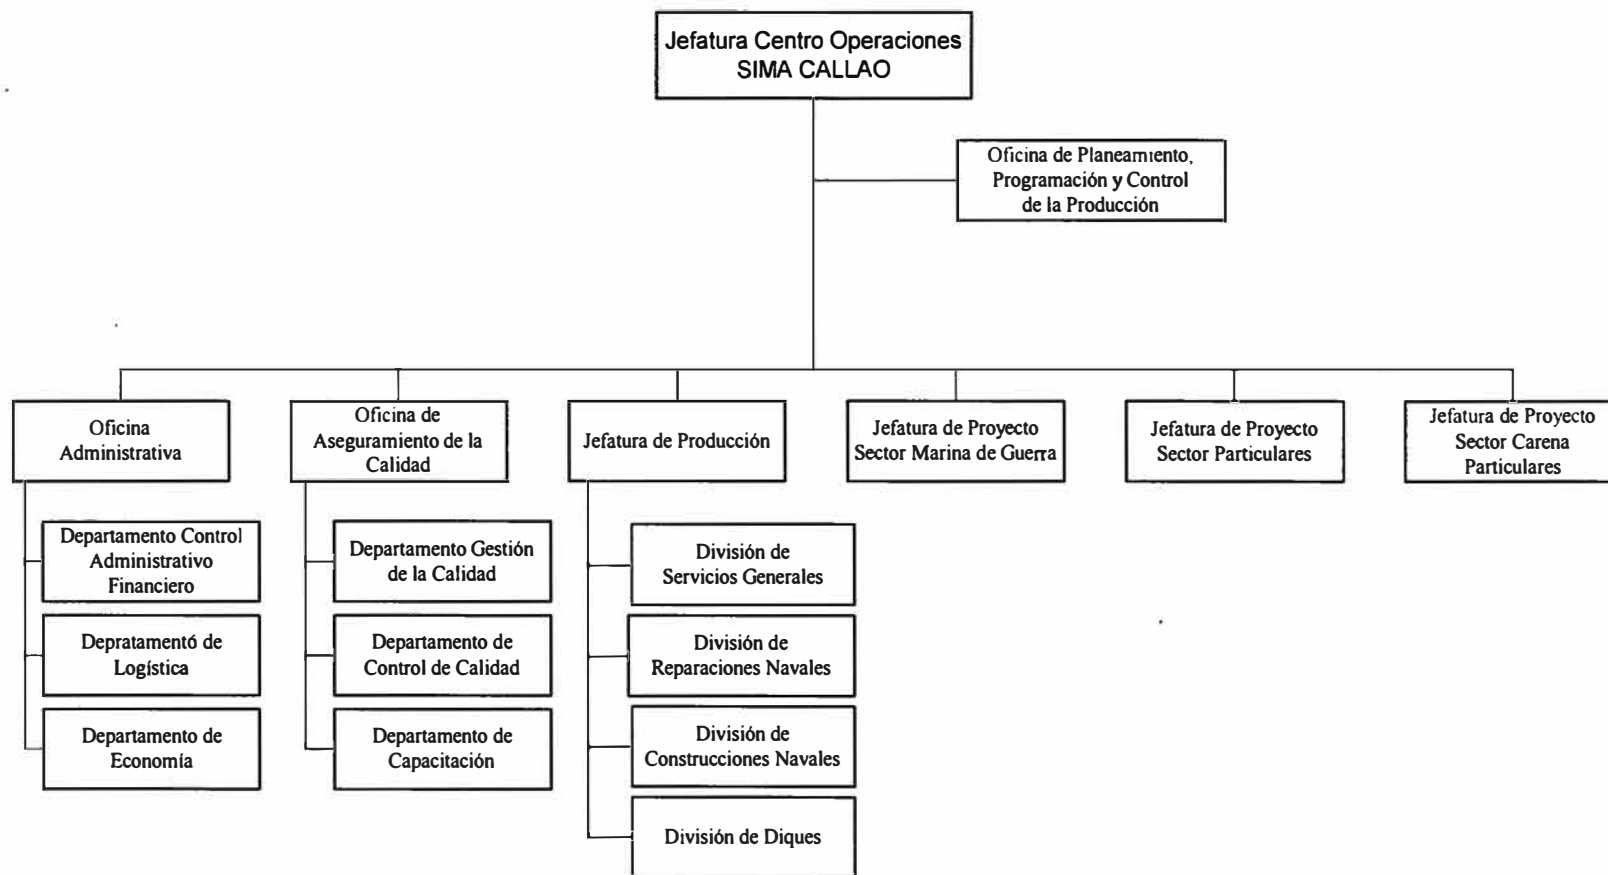 Jefatura Centro Operaciones
SIMA CALLAO
Oficina de Planeamiento,
Programación y Control
de la Producción
Oficina
Administrativa
Oficina de
Aseguramiento de la
Calidad
Jefatura de Producción
Jefatura de Proyecto
Sector Marina de Guerra
Jefatura de Proyecto
Sector Particulares
Jefatura de Proyecto
Sector Carena
Particulares
Departamento Control
Administrativo
Financiero
Depratamentó de
Logística
Departamento de
Economía
Departamento Gestión
de la Calidad
Departamento de
Control de Calidad
Departamento de
Capacitación
División de
Servicios Generales
División de
Reparaciones Navales
División de
Construcciones Navales
División de Diques